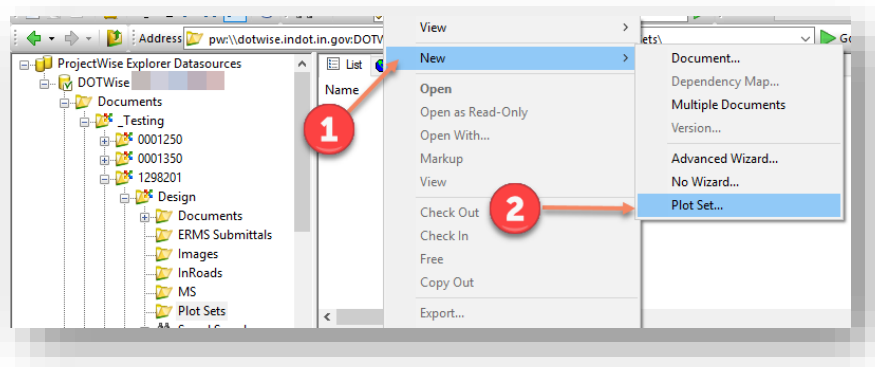 View
Address pw:\\dotwise.indot.in.gov:DOTW
ets\
Go
ProjectWise Explorer Datasources
DOTWise
Documents
_Testing
0001250
0001350
1298201
Design
Documents
ERMS Submittals
Images
InRoads
MS
Plot Sets
List
Name
1
New
Open
Open as Read-Only
Open With...
Markup
View
Check Out
Check In
Free
Copy Out
Export...
2
Document...
Dependency Map...
Multiple Documents
Version...
Advanced Wizard...
No Wizard...
Plot Set...